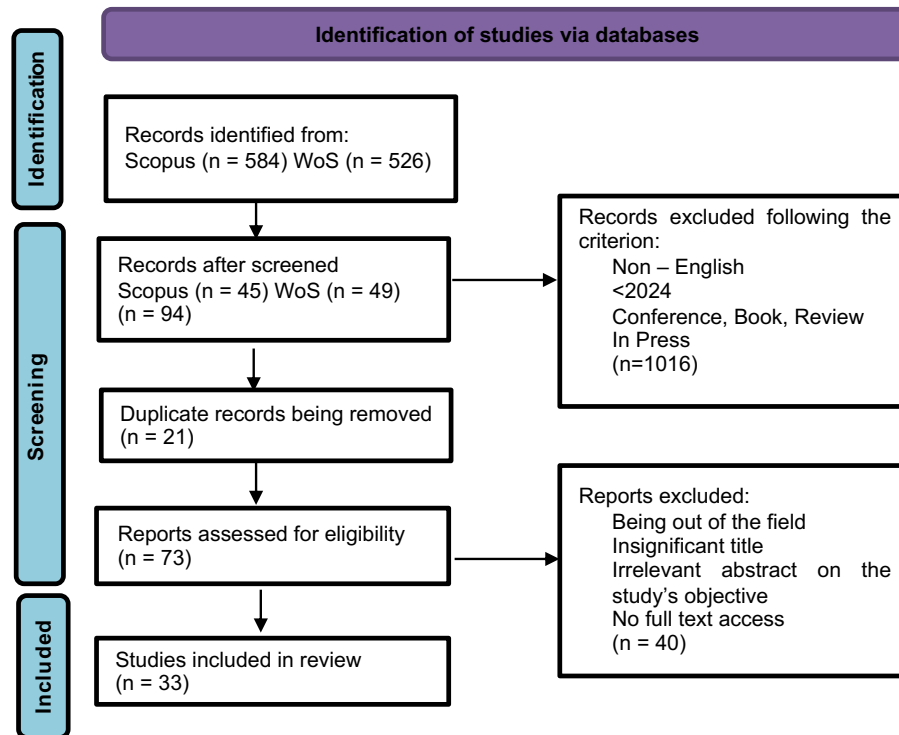 Identification of studies via databases
Identification
Records identified from:
Scopus (n = 584) WoS (n = 526)
Screening
Records after screened
Scopus (n = 45) WoS (n = 49)
(n = 94)
Records excluded following the
criterion:
Non – English
<2024
Conference, Book, Review
In Press
(n=1016)
Duplicate records being removed
(n = 21)
Reports assessed for eligibility
(n = 73)
Reports excluded:
Being out of the field
Insignificant title
Irrelevant abstract on the
study's objective
No full text access
(n = 40)
Included
Studies included in review
(n = 33)